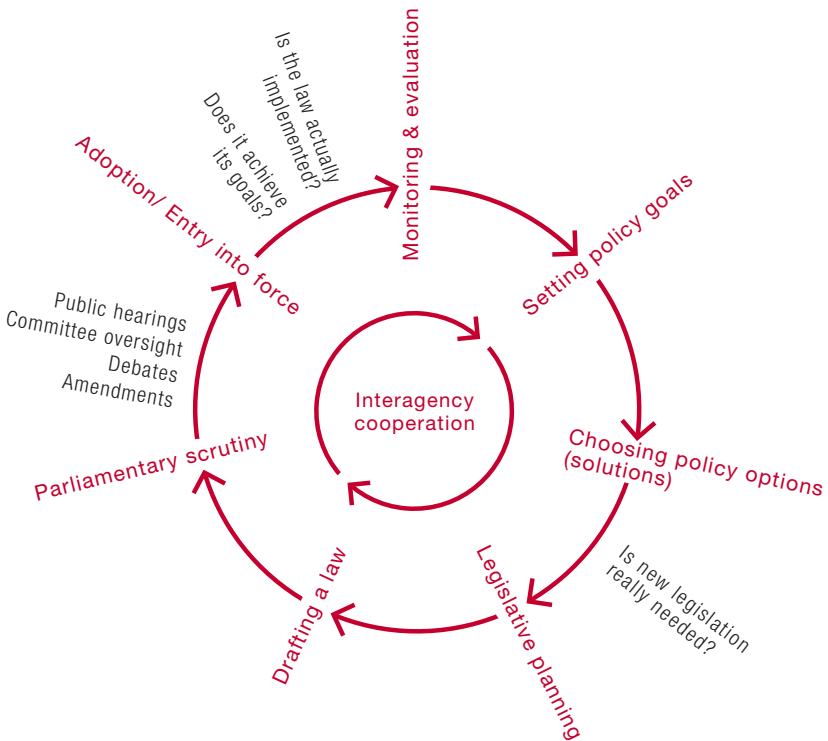 Monitoring & evaluation
Setting policy goals
Choosing policy options
(solutions)
Is new legislation
really needed?
Legislative planning
Drafting a law
Parliamentary scrutiny
Public hearings
Committee oversight
Debates
Amendments
Adoption/ Entry into force
Does it achieve
its goals?
Is the law actually
implemented?
Interagency
cooperation